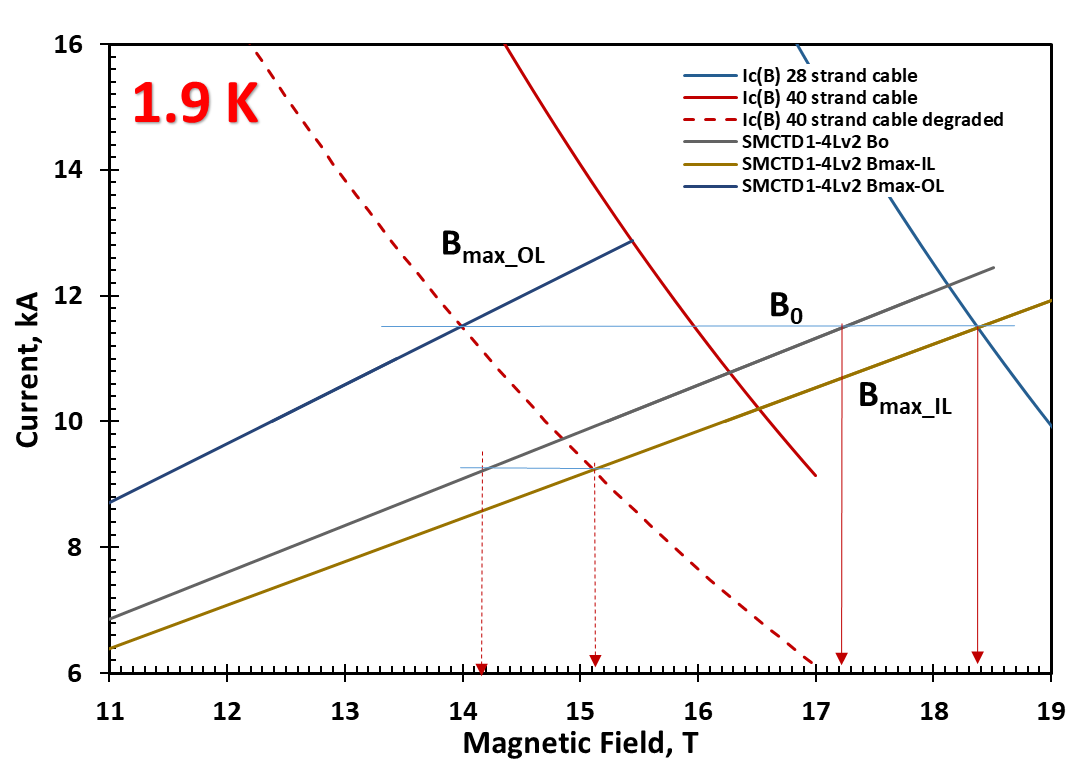 16
14
12
10
8
6
Current, kA
1.9 K
Ic(B) 28 strand cable
Ic(B) 40 strand cable
Ic(B) 40 strand cable degraded
SMCTD1-4Lv2 Bo
SMCTD1-4Lv2 Bmax-IL
SMCTD1-4Lv2 Bmax-OL
Bmax_OL
B0
Bmax_IL
11 12 13 14 15 16 17 18 19
Magnetic Field, T